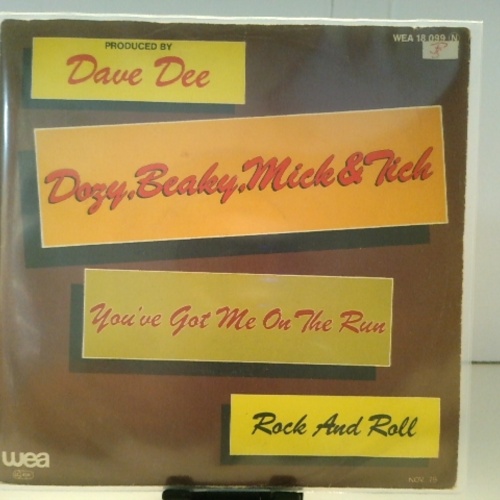 PRODUCED BY
WEA 18 099 (N)
Dave Dee
Dozy, Beaky, Mick & Tich
You've Got Me On The Run
Rock And Roll
wea